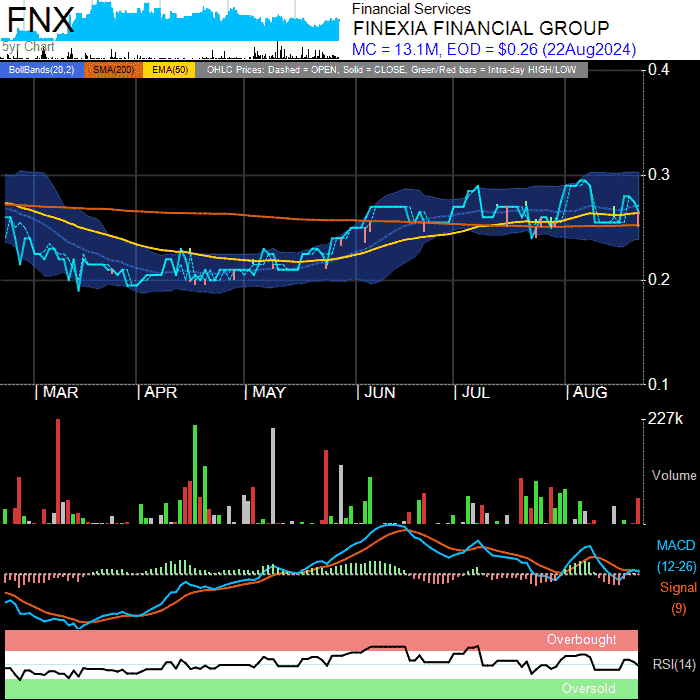 FNX
5yr Chart
Financial Services
FINEXIA FINANCIAL GROUP
MC = 13.1M, EOD = $0.26 (22Aug2024)
BollBands(20,2) SMA(200) EMA(50) OHLC Prices: Dashed = OPEN, Solid = CLOSE, Green/Red bars = Intra-day HIGH/LOW
0.4
0.3
0.2
0.1
| MAR | APR | MAY | JUN | JUL | AUG
227k
Volume
MACD
(12-26)
Signal
(9)
Overbought
RSI(14)
Oversold